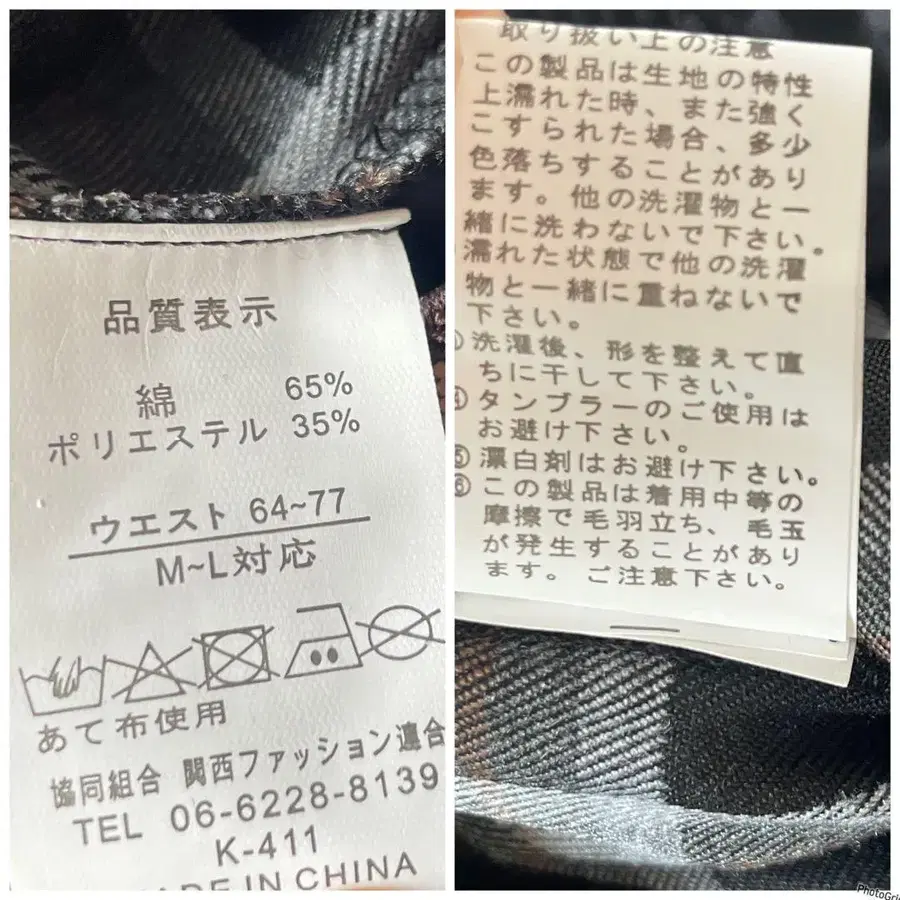 品質表示
綿 65%
ポリエステル 35%
ウエスト 64~77
M~L対応
あて布使用
協同組合 関西ファッション連合
TEL 06-6228-8139
K-411
MADE IN CHINA
取り扱い上の注意
この製品は生地の特性
上濡れた時、また強く
こすられた場合、多少
色落ちすることがあり
ます。他の洗濯物と一
緒に洗わないで下さい。
濡れた状態で他の洗濯
物と一緒に重ねないで
下さい。
洗濯後、形を整えて直
ちに干して下さい。
④タンブラーのご使用は
お避け下さい。
⑤漂白剤はお避け下さい。
⑥この製品は着用中等の
摩擦で毛羽立ち、毛玉
が発生することがあり
ます。ご注意下さい。